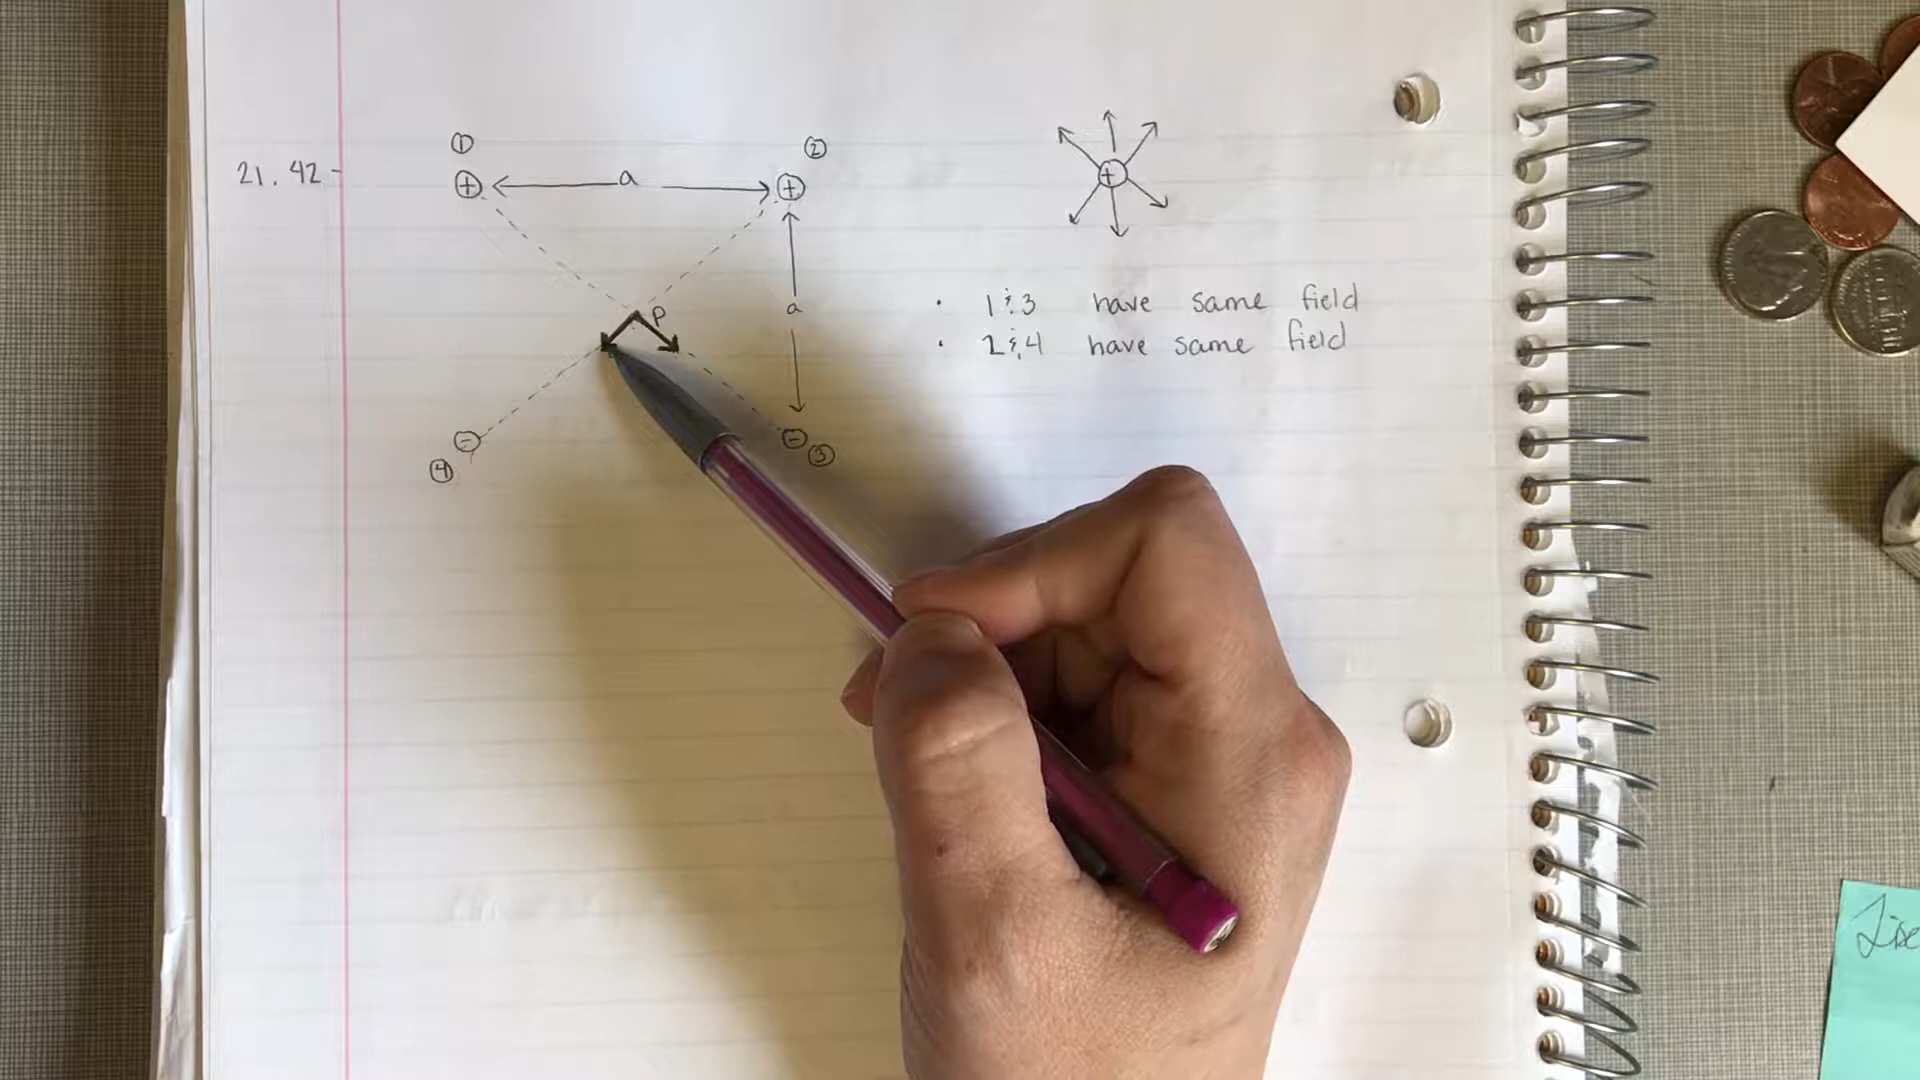 ① ②
21. 42 + a +
+
P
a
· 1 & 3 have same field
· 2 & 4 have same field
- -
④ ③